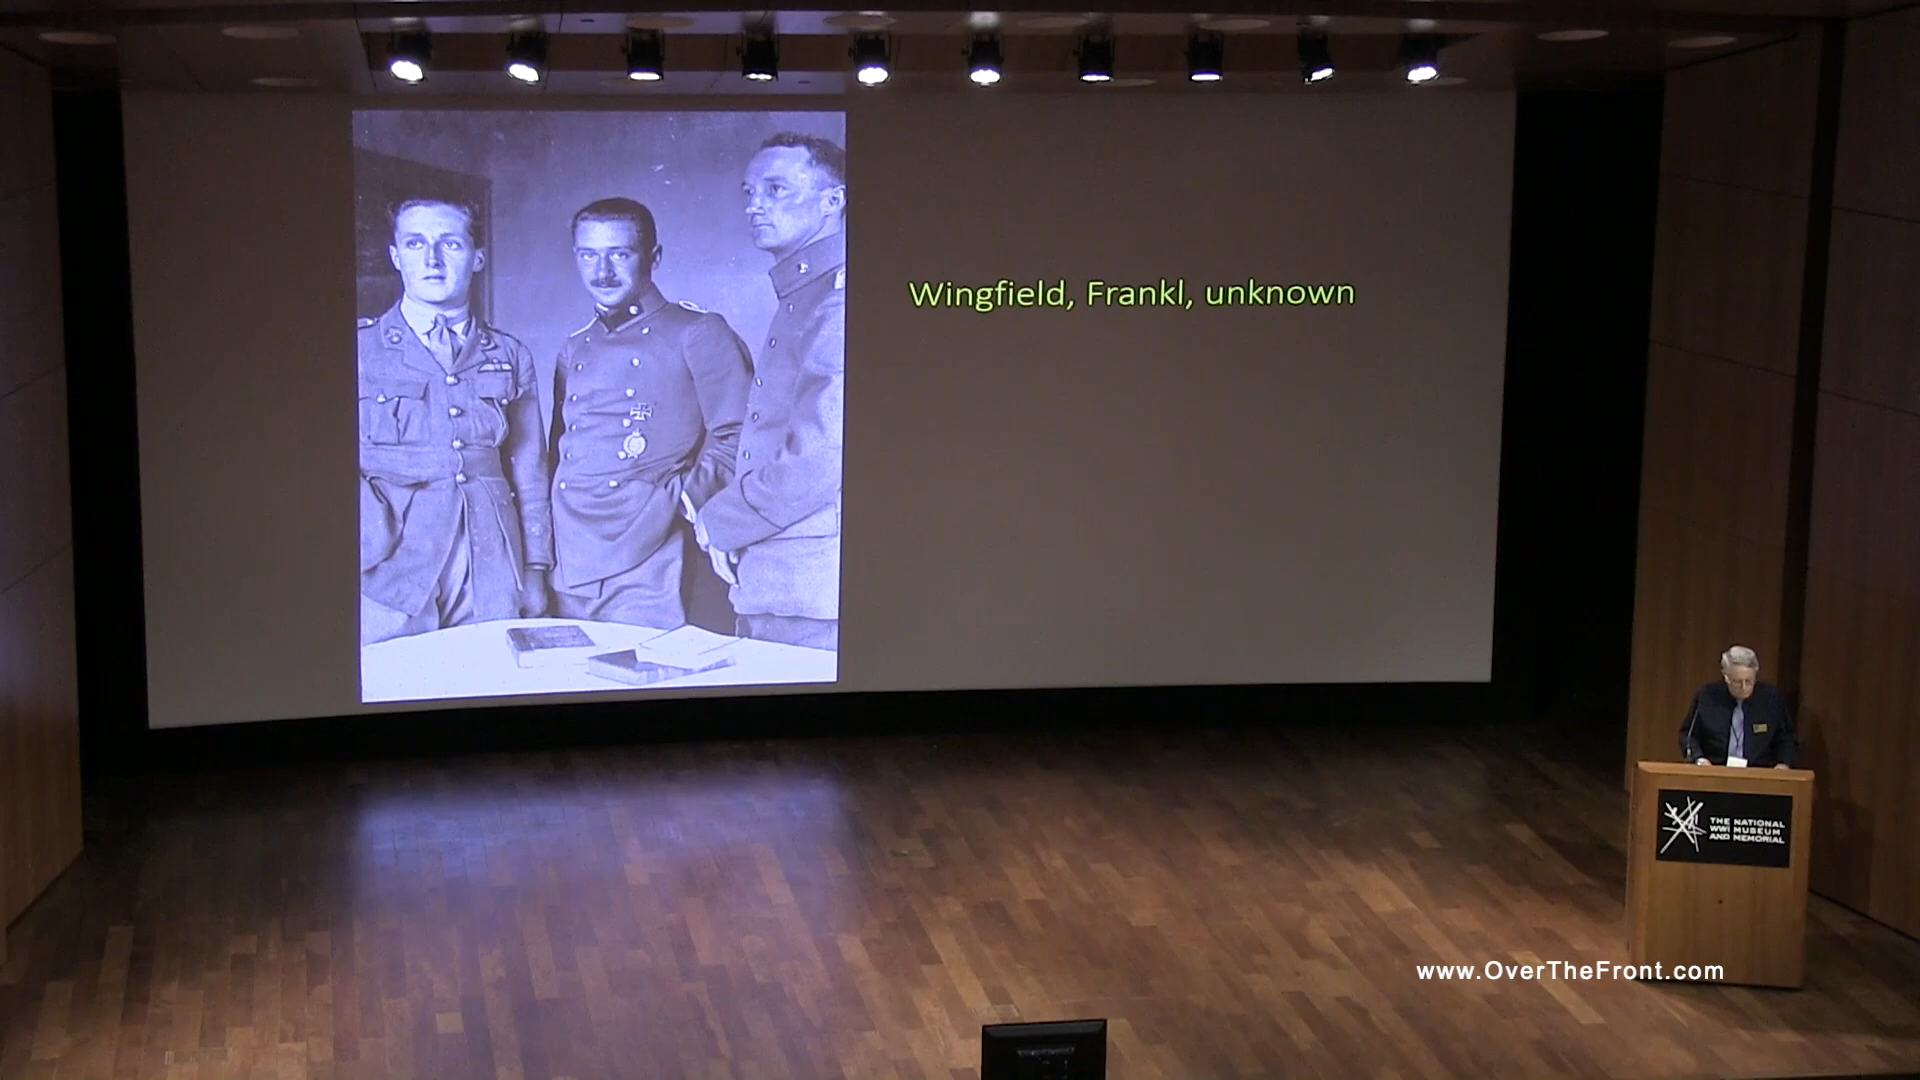 Wingfield, Frankl, unknown
THE NATIONAL
WWI MUSEUM
AND MEMORIAL
www.OverTheFront.com